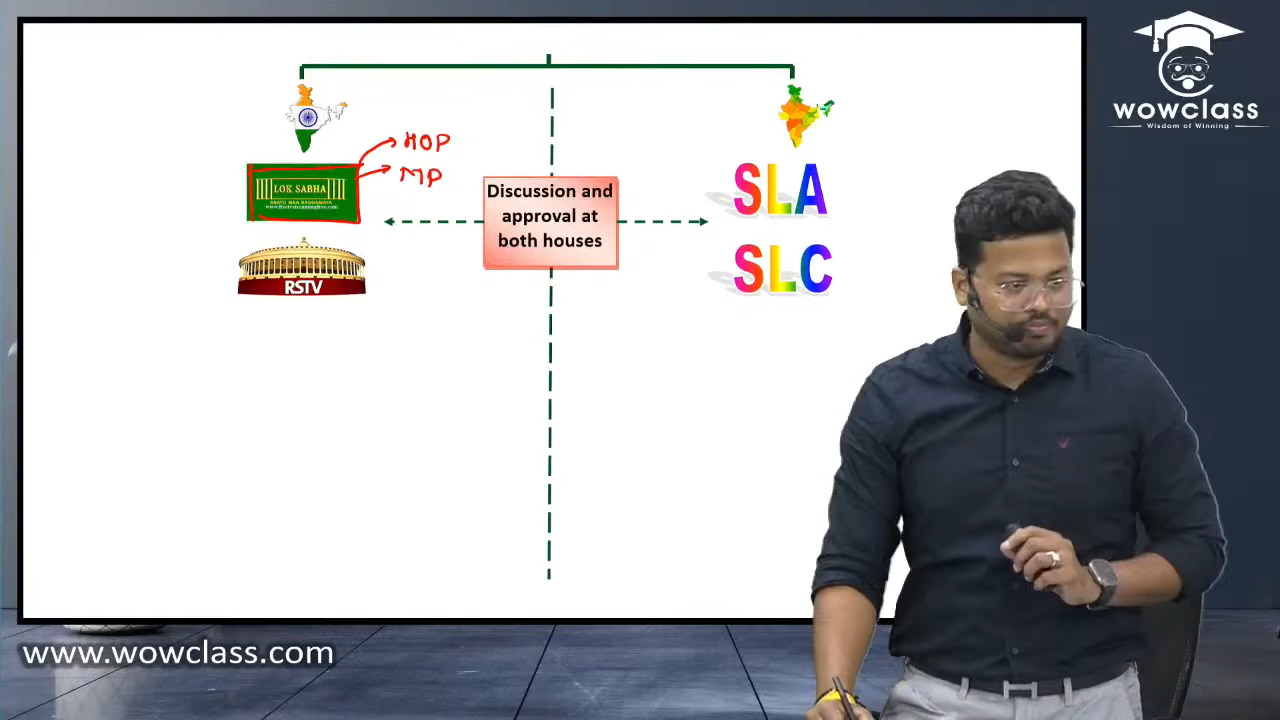 HOP
MP
LOK SABHA
Discussion and
approval at
both houses
SLA
SLC
RSTV
wowclass
Wisdom of Winning
www.wowclass.com